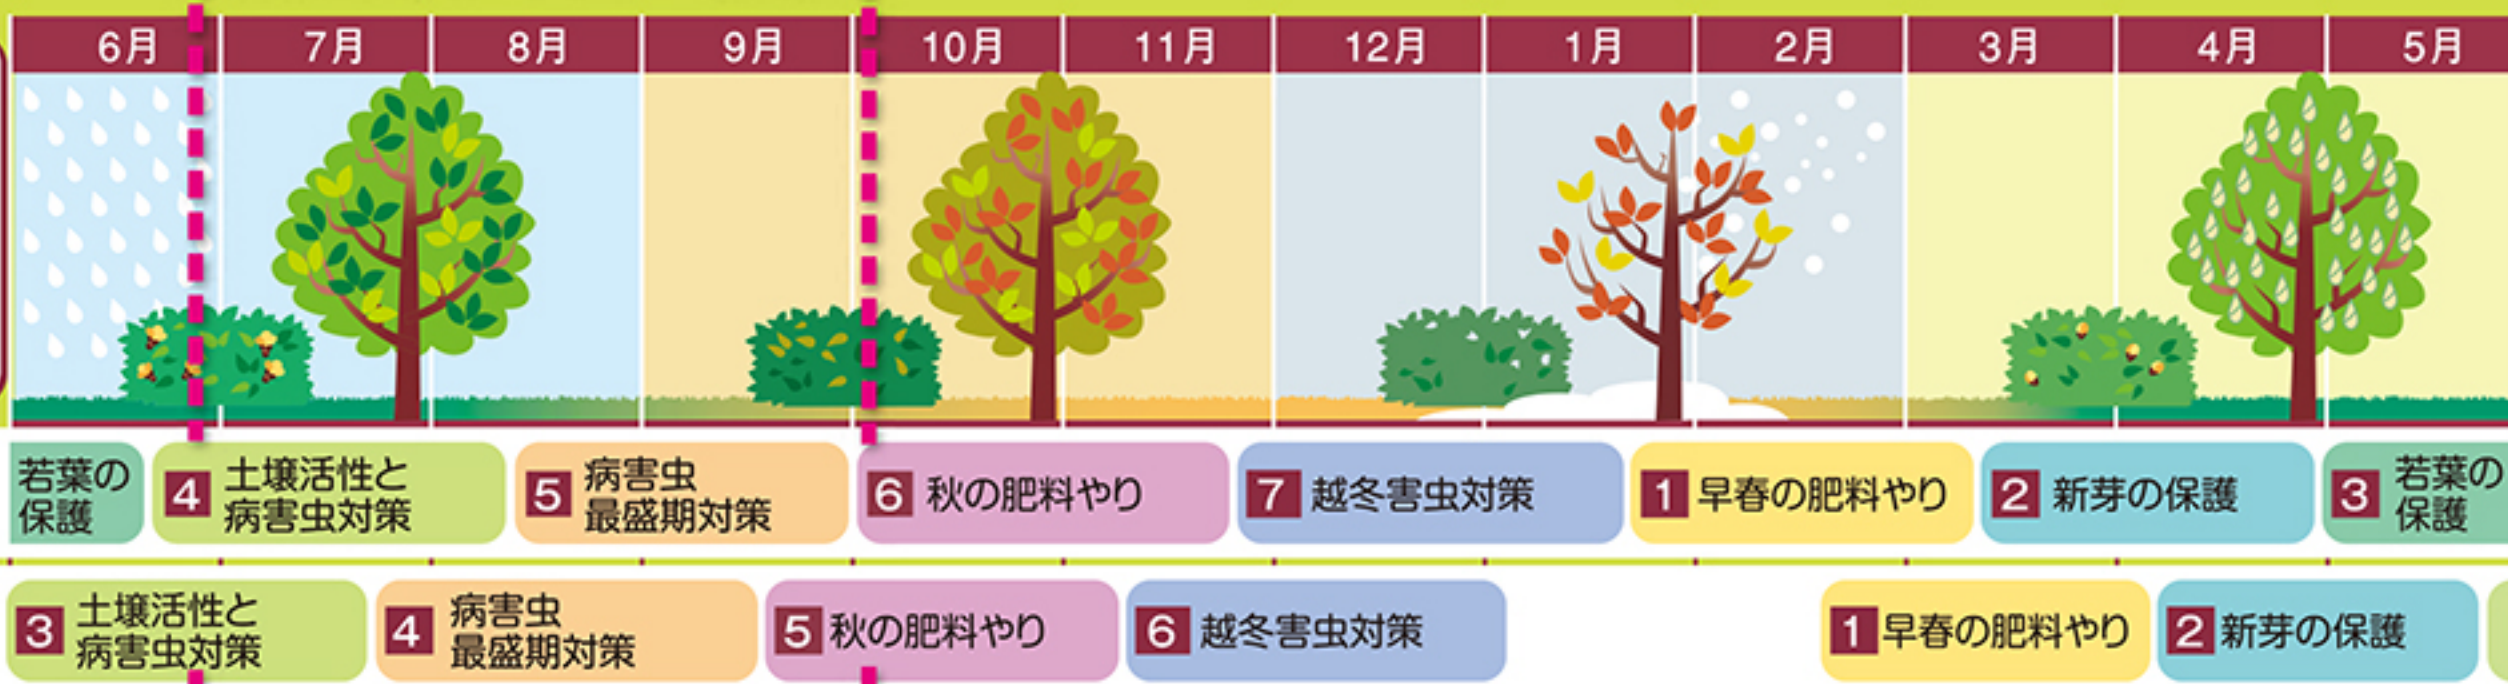 6月 7月 8月 9月 10月 11月 12月 1月 2月 3月 4月 5月
若葉の
保護
4 土壌活性と
病害虫対策
5 病害虫
最盛期対策
6 秋の肥料やり
7 越冬害虫対策
1 早春の肥料やり
2 新芽の保護
3 若葉の
保護
3 土壌活性と
病害虫対策
4 病害虫
最盛期対策
5 秋の肥料やり
6 越冬害虫対策
1 早春の肥料やり
2 新芽の保護